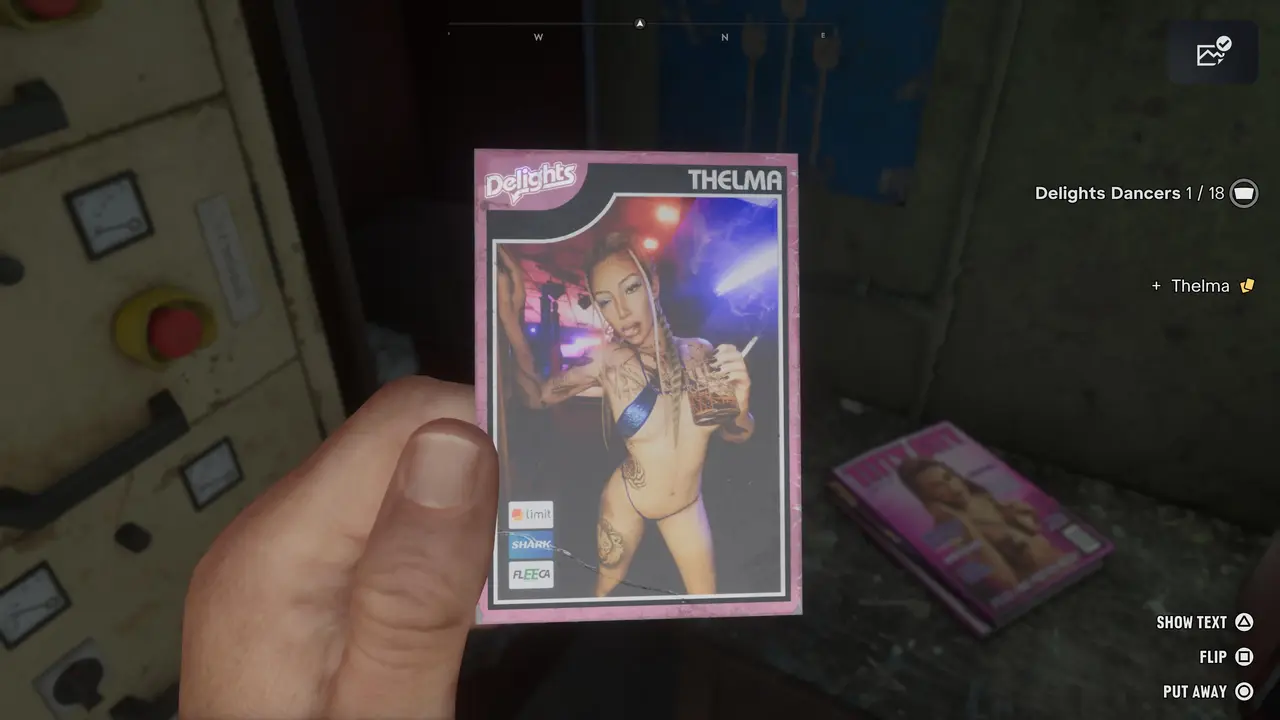 W
N
E
Delights
THELMA
Delights Dancers 1 / 18
+ Thelma
limit
SHARK
FLEECA
SHOW TEXT
FLIP
PUT AWAY